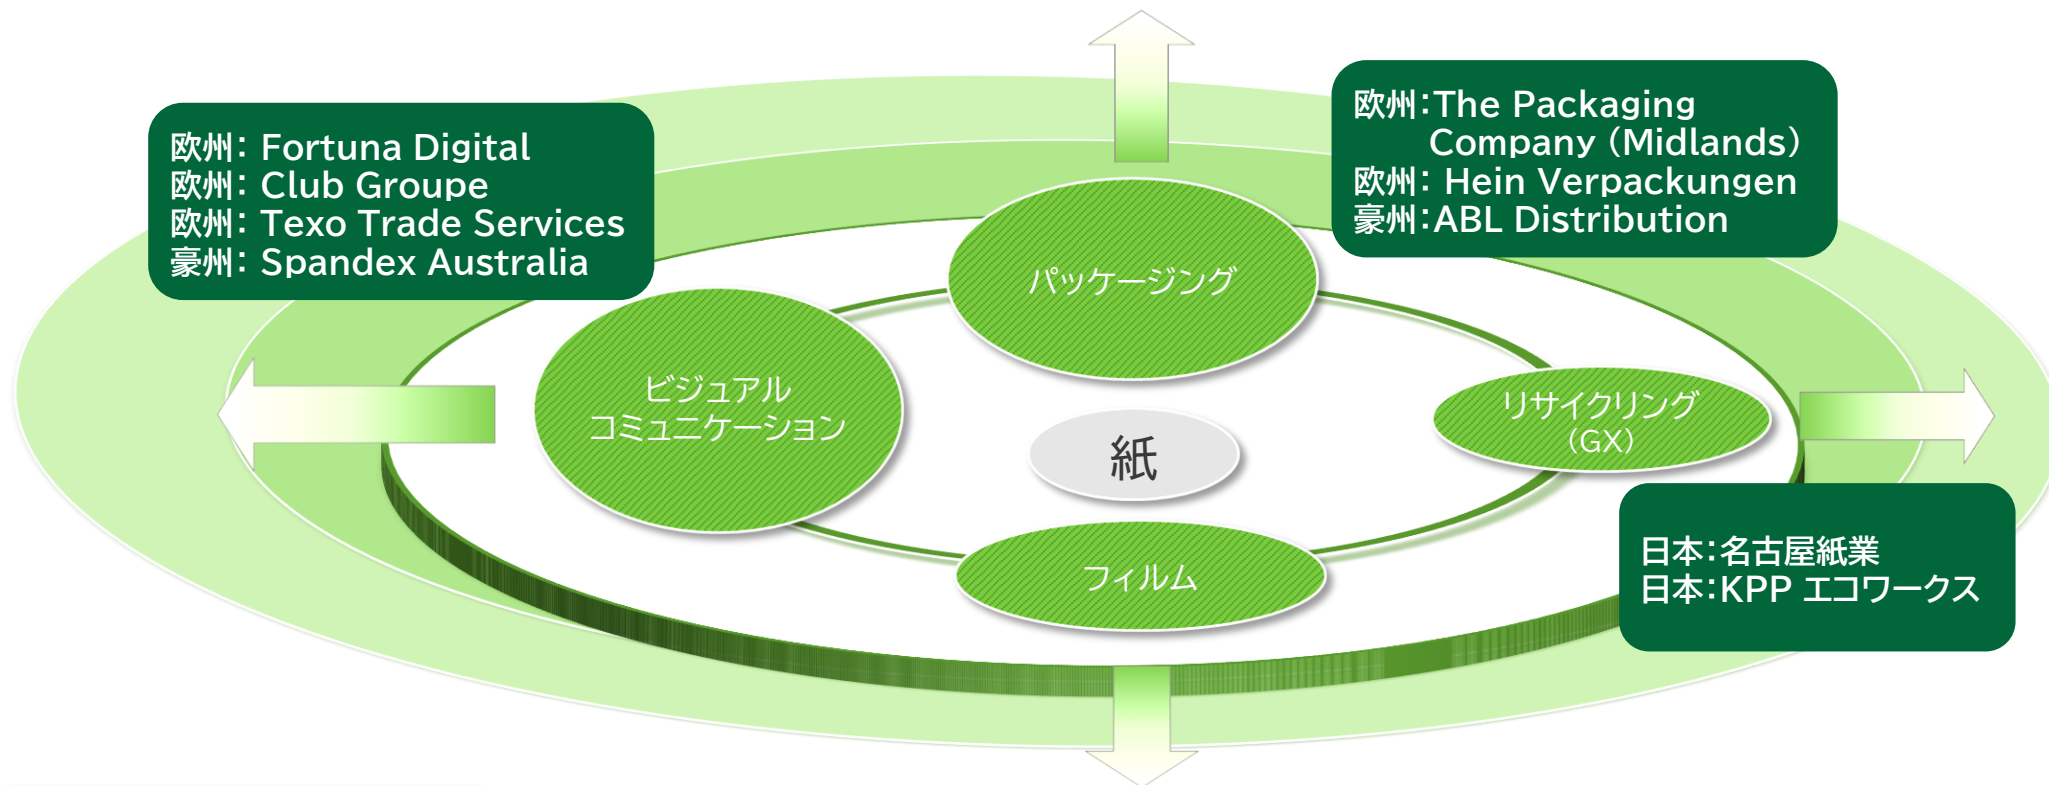 欧州： Fortuna Digital
欧州： Club Groupe
欧州： Texo Trade Services
豪州： Spandex Australia
欧州：The Packaging
Company（Midlands）
欧州： Hein Verpackungen
豪州：ABL Distribution
パッケージング
ビジュアル
コミュニケーション
リサイクリング
（GX）
紙
フィルム
日本：名古屋紙業
日本：KPP エコワークス